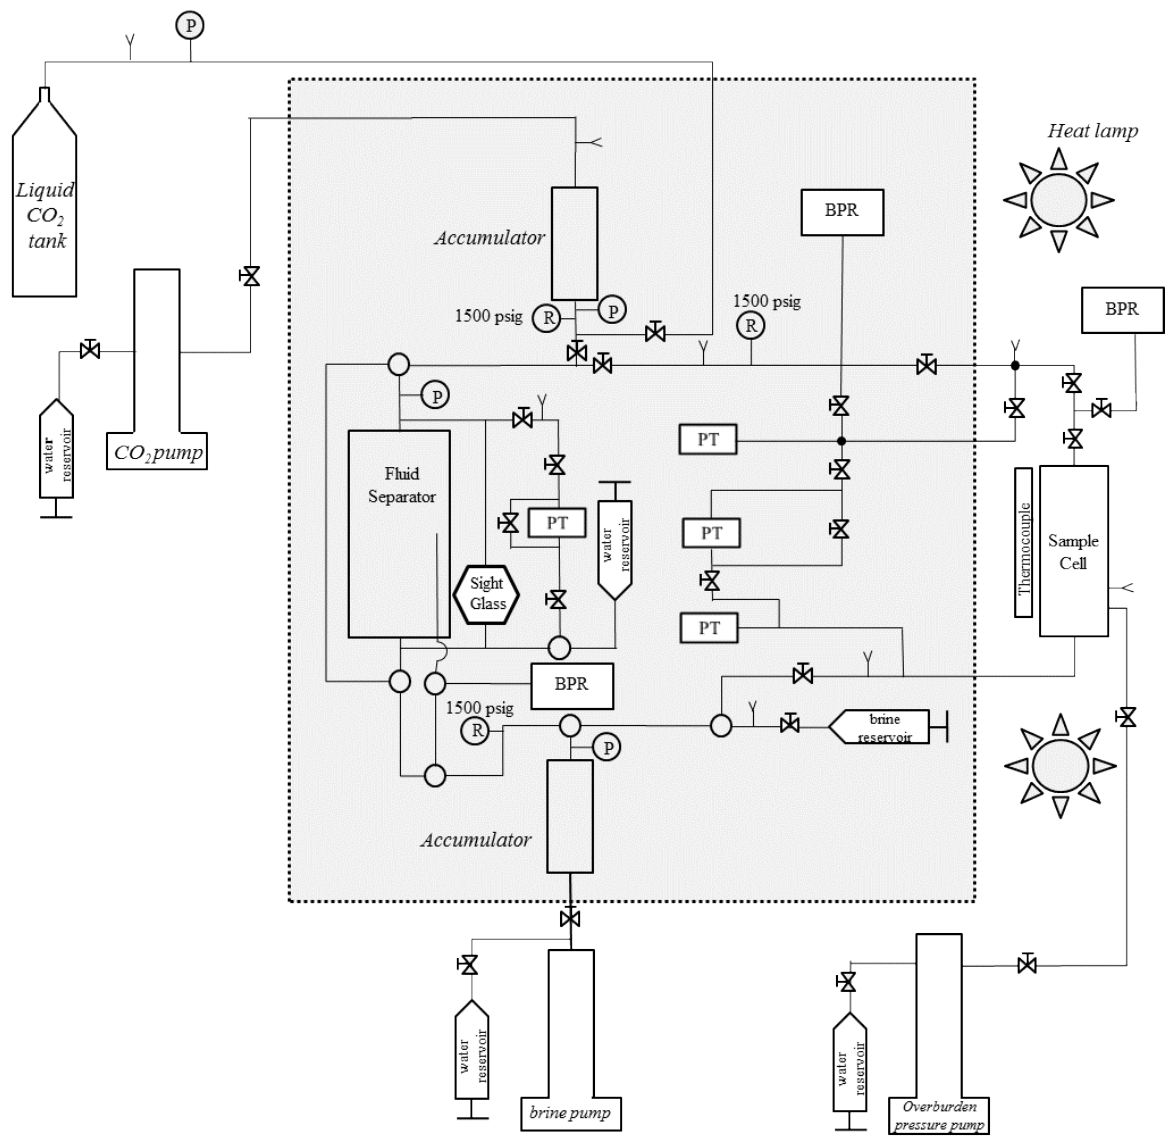 P
Heat lamp
Liquid
CO2
tank
BPR
Accumulator
1500 psig
R
P
1500 psig
R
BPR
P
water
reservoir
CO2 pump
PT
Fluid
Separator
PT
water
reservoir
PT
Thermocouple
Sample
Cell
Sight
Glass
PT
BPR
1500 psig
R
brine
reservoir
P
Accumulator
water
reservoir
brine pump
water
reservoir
Overburden
pressure pump